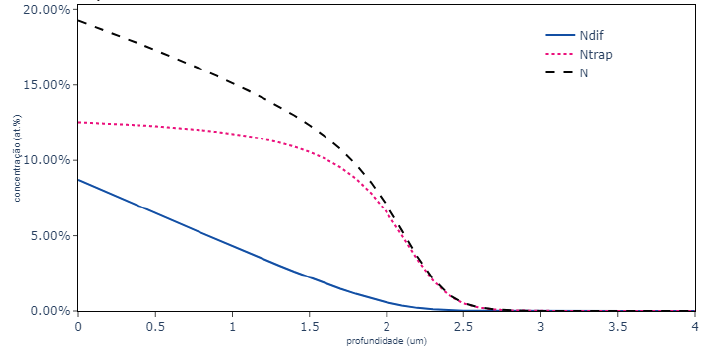 20.00%
15.00%
10.00%
5.00%
0.00%
concentração (at.%)
Ndif
Ntrap
N
0
0.5
1
1.5
2
2.5
3
3.5
4
profundidade (um)